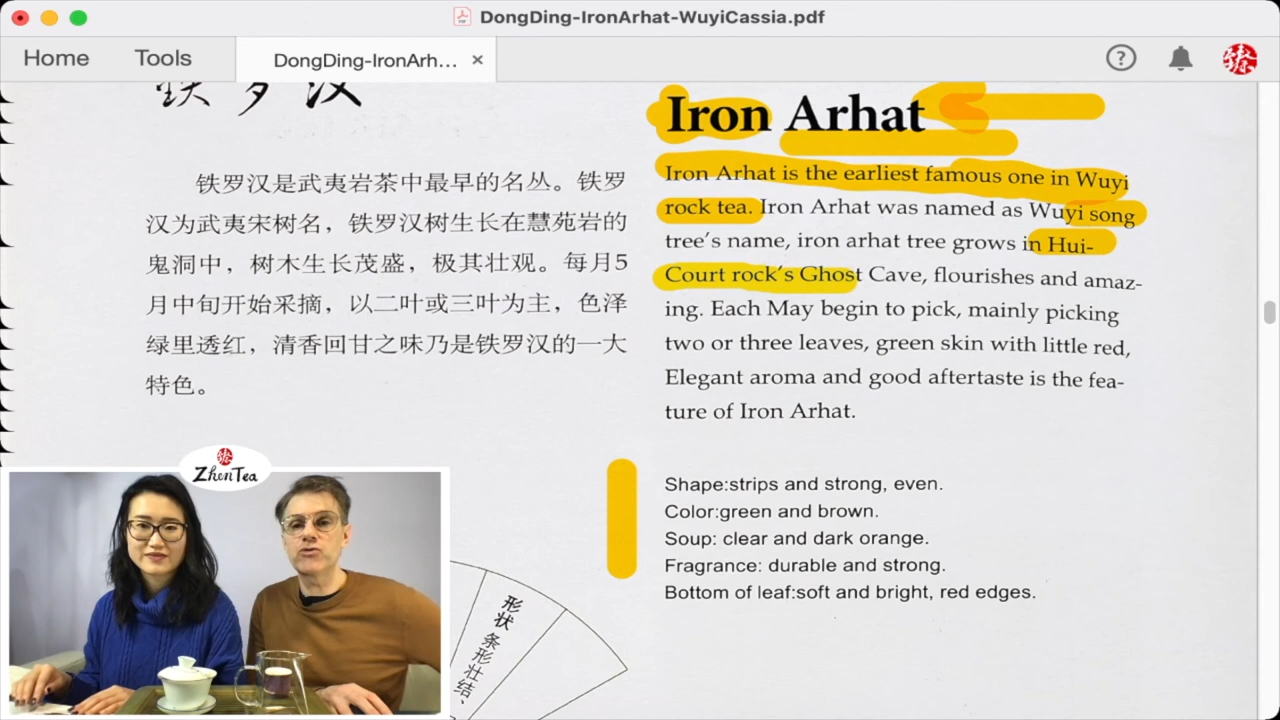 DongDing-IronArhat-WuyiCassia.pdf
Home
Tools
DongDing-IronArh...
铁罗汉
Iron Arhat
铁罗汉是武夷岩茶中最早的名丛。铁罗
汉为武夷宋树名，铁罗汉树生长在慧苑岩的
鬼洞中，树木生长茂盛，极其壮观。每月5
月中旬开始采摘，以二叶或三叶为主，色泽
绿里透红，清香回甘之味乃是铁罗汉的一大
特色。
Iron Arhat is the earliest famous one in Wuyi
rock tea. Iron Arhat was named as Wuyi song
tree's name, iron arhat tree grows in Hui-
Court rock's Ghost Cave, flourishes and amaz-
ing. Each May begin to pick, mainly picking
two or three leaves, green skin with little red,
Elegant aroma and good aftertaste is the fea-
ture of Iron Arhat.
Shape:strips and strong, even.
Color:green and brown.
Soup: clear and dark orange.
Fragrance: durable and strong.
Bottom of leaf:soft and bright, red edges.
形状
条形壮结、
ZhenTea